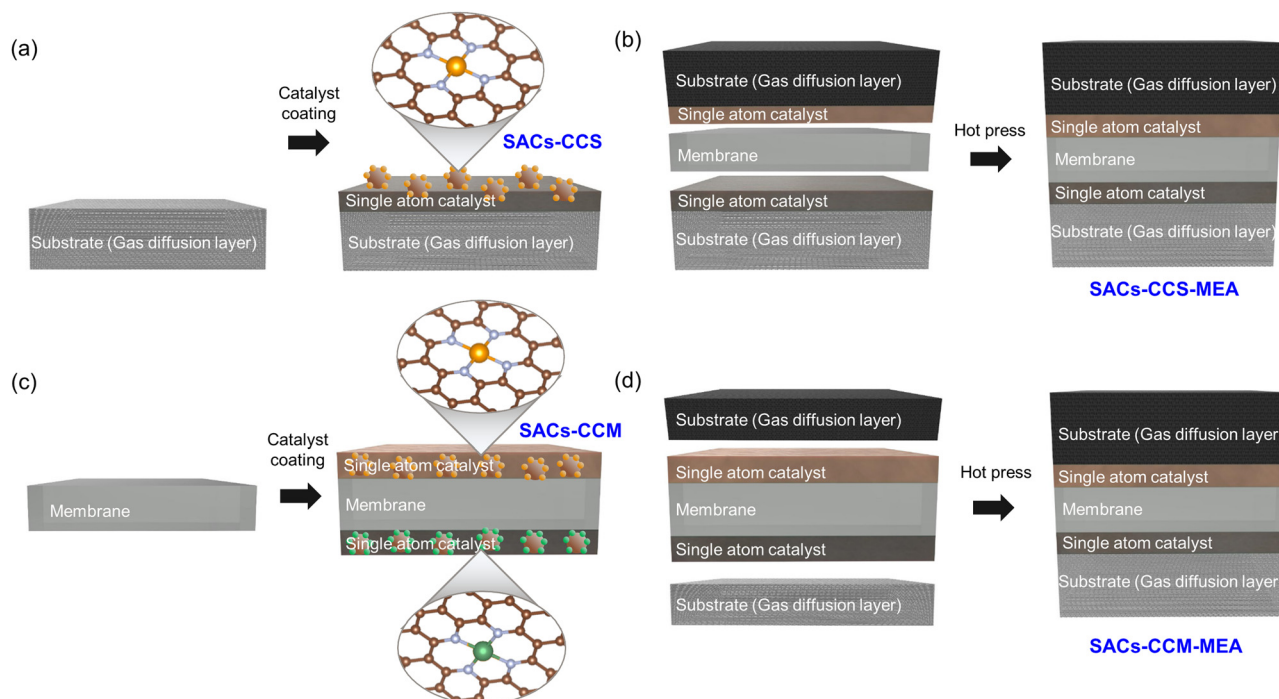 (a)
Catalyst
coating
SACs-CCS
Single atom catalyst
Substrate (Gas diffusion layer)
Substrate (Gas diffusion layer)
(b)
Substrate (Gas diffusion layer)
Single atom catalyst
Membrane
Single atom catalyst
Substrate (Gas diffusion layer)
Hot press
Substrate (Gas diffusion layer)
Single atom catalyst
Membrane
Single atom catalyst
Substrate (Gas diffusion layer)
SACs-CCS-MEA
(c)
Membrane
Catalyst
coating
SACs-CCM
Single atom catalyst
Membrane
Single atom catalyst
(d)
Substrate (Gas diffusion layer)
Single atom catalyst
Membrane
Single atom catalyst
Substrate (Gas diffusion layer)
Hot press
Substrate (Gas diffusion layer)
Single atom catalyst
Membrane
Single atom catalyst
Substrate (Gas diffusion layer)
SACs-CCM-MEA